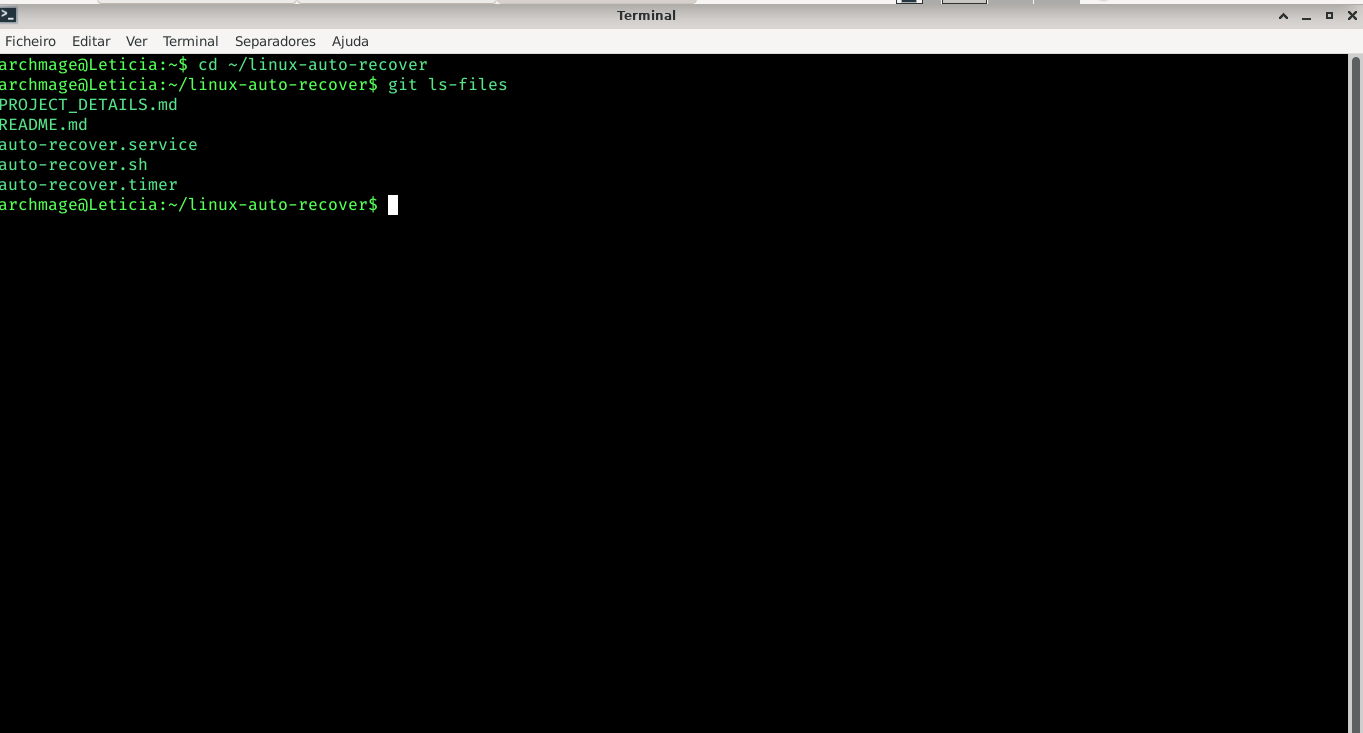 Terminal
Ficheiro Editar Ver Terminal Separadores Ajuda
archmage@Leticia:~$ cd ~/linux-auto-recover
archmage@Leticia:~/linux-auto-recover$ git ls-files
PROJECT_DETAILS.md
README.md
auto-recover.service
auto-recover.sh
auto-recover.timer
archmage@Leticia:~/linux-auto-recover$